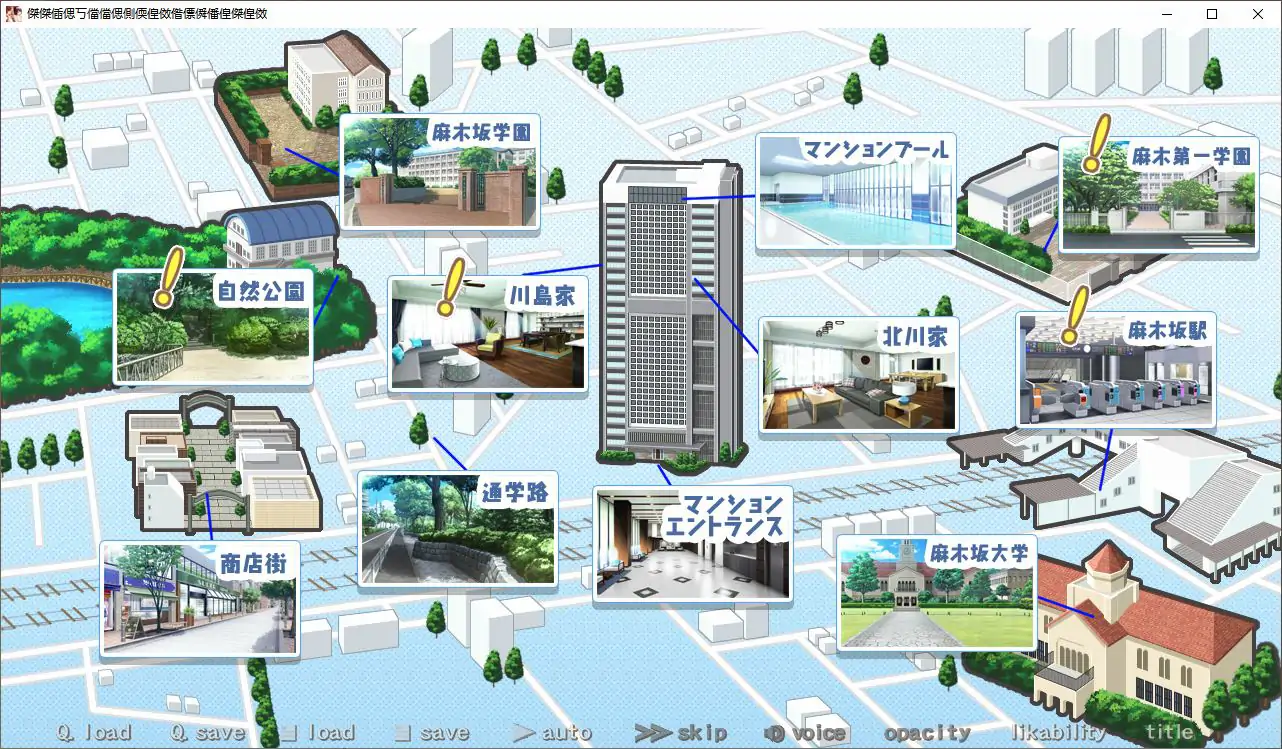 麻木坂学園
マンションプール
麻木第一学園
自然公園
川島家
北川家
麻木坂駅
通学路
マンション
エントランス
商店街
麻木坂大学
Q. load
Q. save
load
save
auto
skip
voice
opacity
likability
title